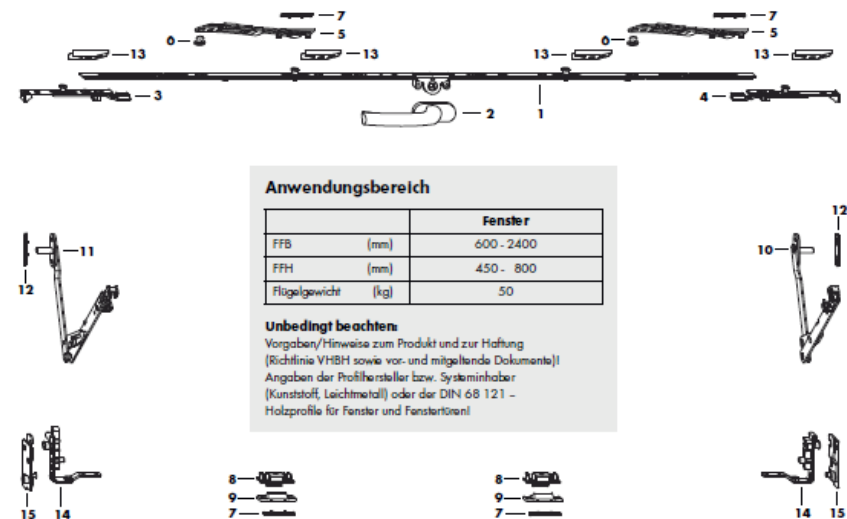 7 7
6 5 6 5
13 13 13 13
3 4
2 1
Anwendungsbereich
Fenster
FFB (mm) 600 - 2400
FFH (mm) 450 - 800
Flügelgewicht (kg) 50
Unbedingt beachten:
Vorgaben/Hinweise zum Produkt und zur Haftung
(Richtlinie VHBH sowie vor- und mitgeltende Dokumente)!
Angaben der Profilhersteller bzw. Systeminhaber
(Kunststoff, Leichtmetall) oder der DIN 68 121 –
Holzprofile für Fenster und Fenstertüren!
12
11 10
12
8 8
9 9
15 14 7 7 14 15